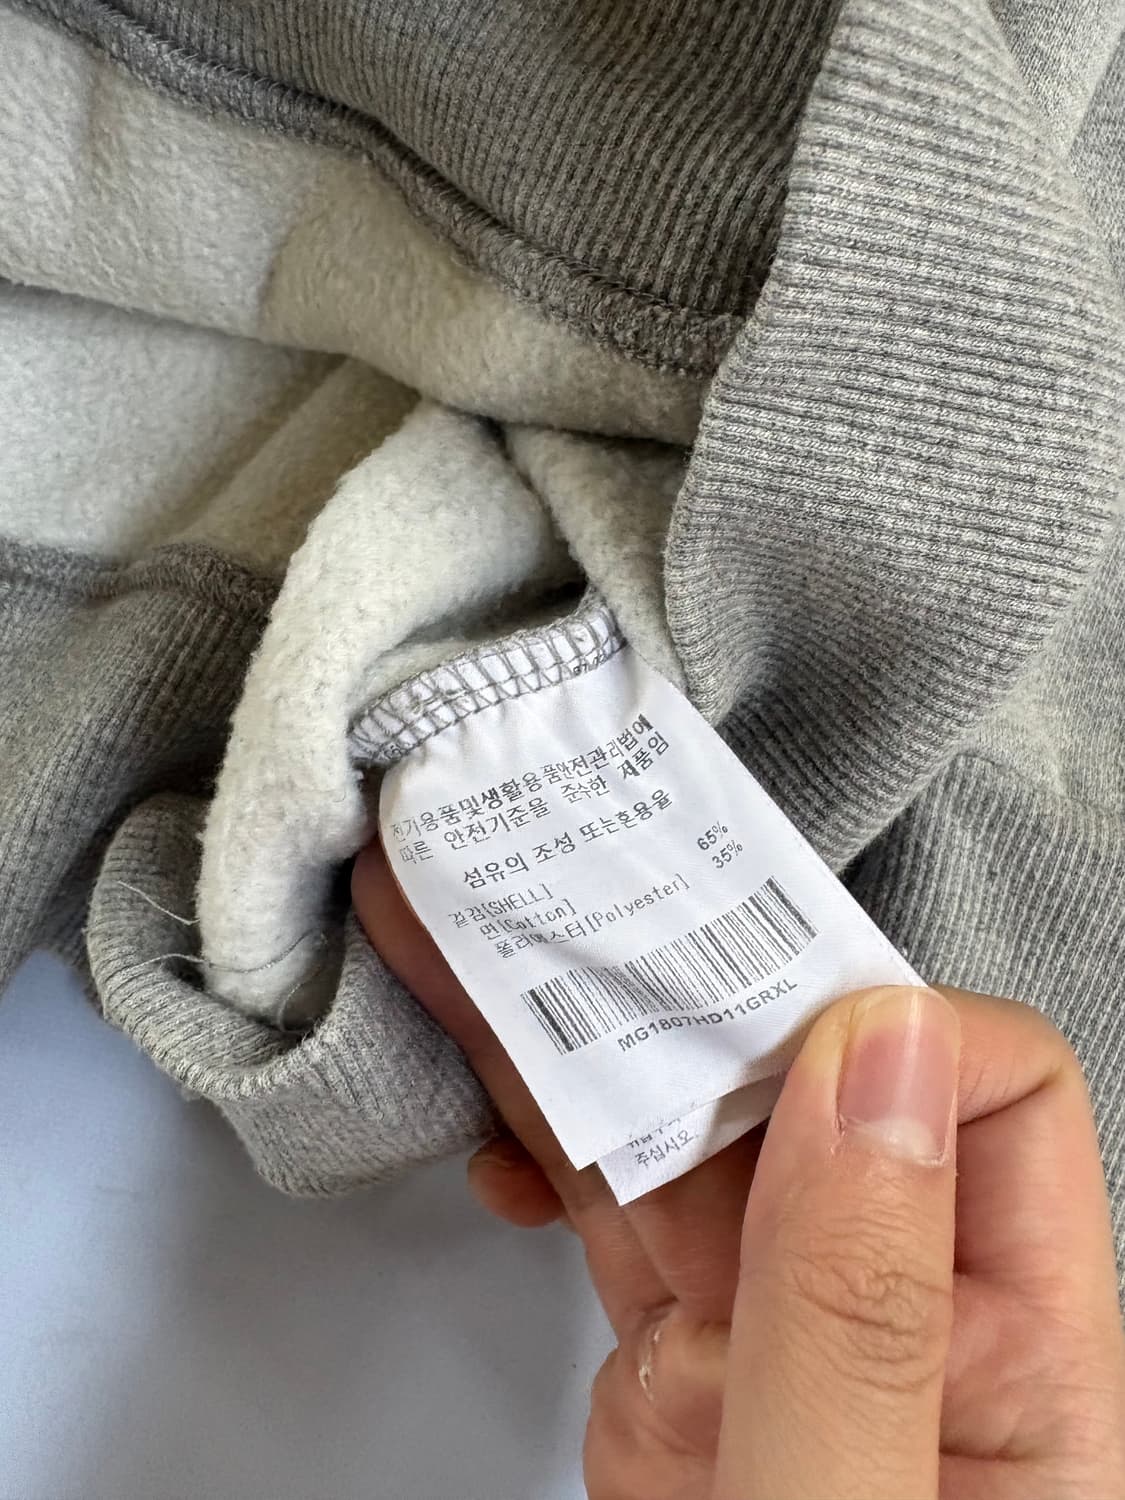 전기용품및생활용품안전관리법에
따른 안전기준을 준수한 제품임
섬유의 조성 또는혼용율
겉감[SHELL]
면[Cotton] 65%
폴리에스터[Polyester] 35%
MG1807HD11GRXL
주십시오.